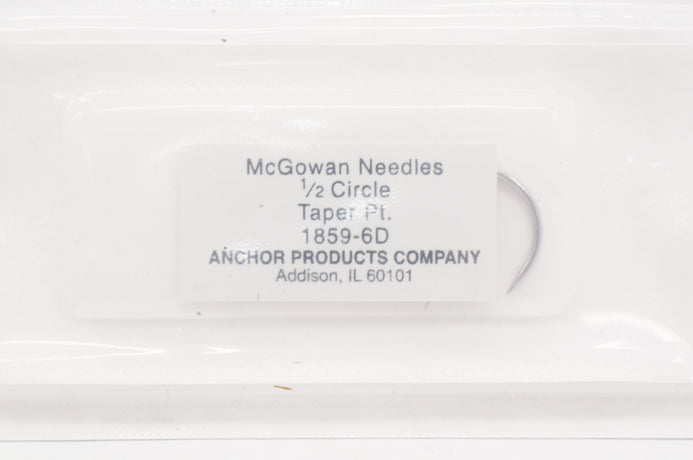 McGowan Needles
½ Circle
Taper Pt.
1859-6D
ANCHOR PRODUCTS COMPANY
Addison, IL 60101